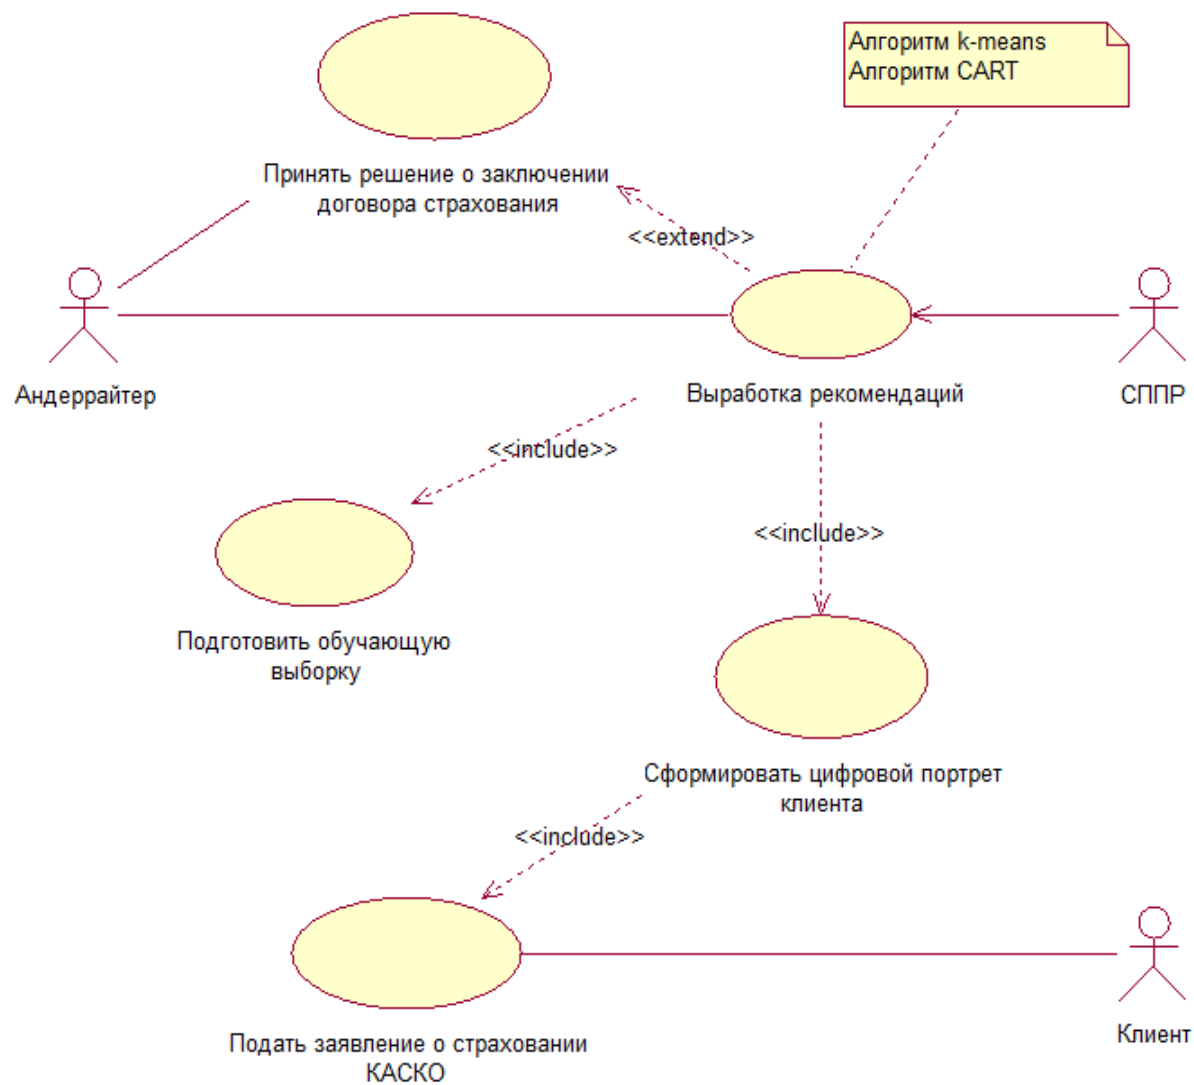 Алгоритм k-means
Алгоритм CART
Принять решение о заключении
договора страхования
<<extend>>
Андеррайтер
Выработка рекомендаций
СППР
<<include>>
<<include>>
Подготовить обучающую
выборку
Сформировать цифровой портрет
клиента
<<include>>
Подать заявление о страховании
КАСКО
Клиент